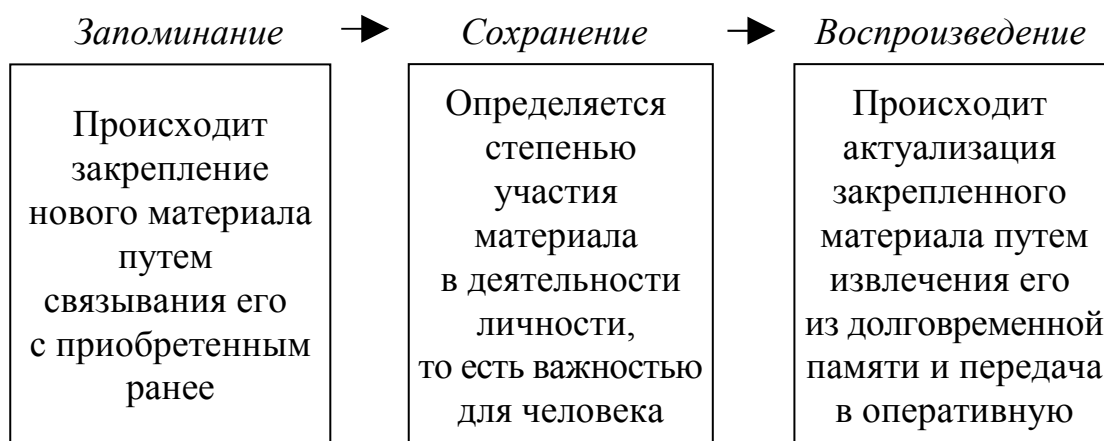 Запоминание
Сохранение
Воспроизведение
Происходит
закрепление
нового материала
путем
связывания его
с приобретенным
ранее
Определяется
степенью
участия
материала
в деятельности
личности,
то есть важностью
для человека
Происходит
актуализация
закрепленного
материала путем
извлечения его
из долговременной
памяти и передача
в оперативную